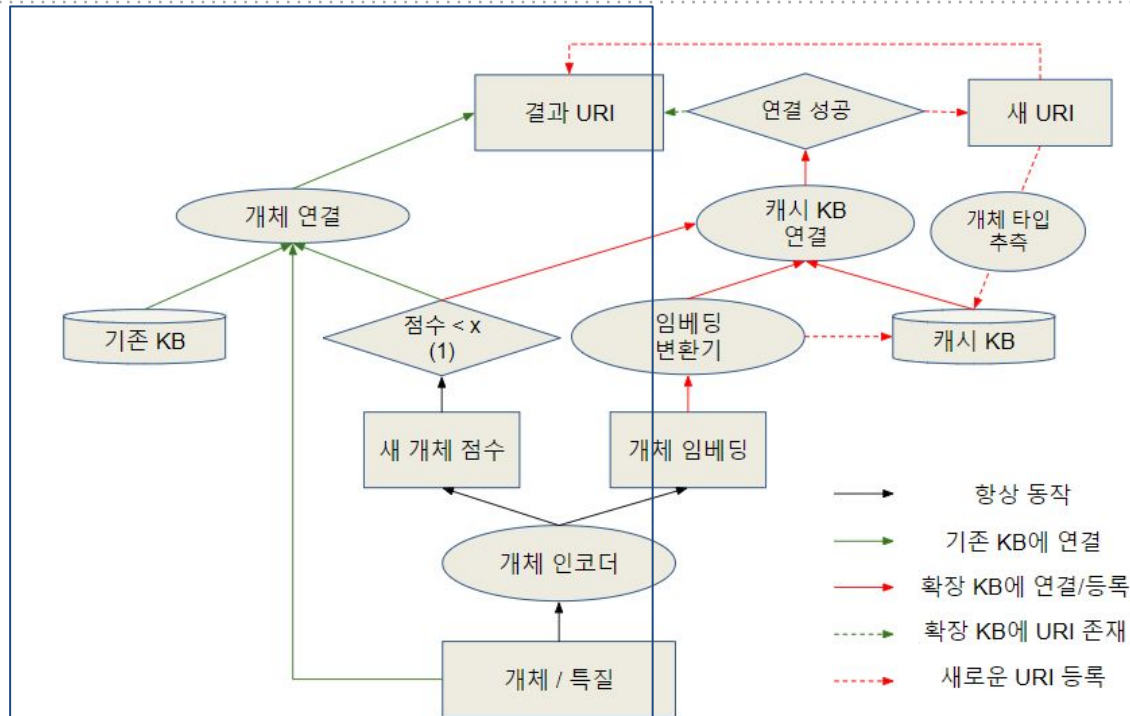 결과 URI
연결 성공
새 URI
개체 연결
캐시 KB
연결
개체 타입
추측
기존 KB
점수 < x
(1)
임베딩
변환기
캐시 KB
새 개체 점수
개체 임베딩
항상 동작
개체 인코더
기존 KB에 연결
확장 KB에 연결/등록
확장 KB에 URI 존재
개체 / 특질
새로운 URI 등록